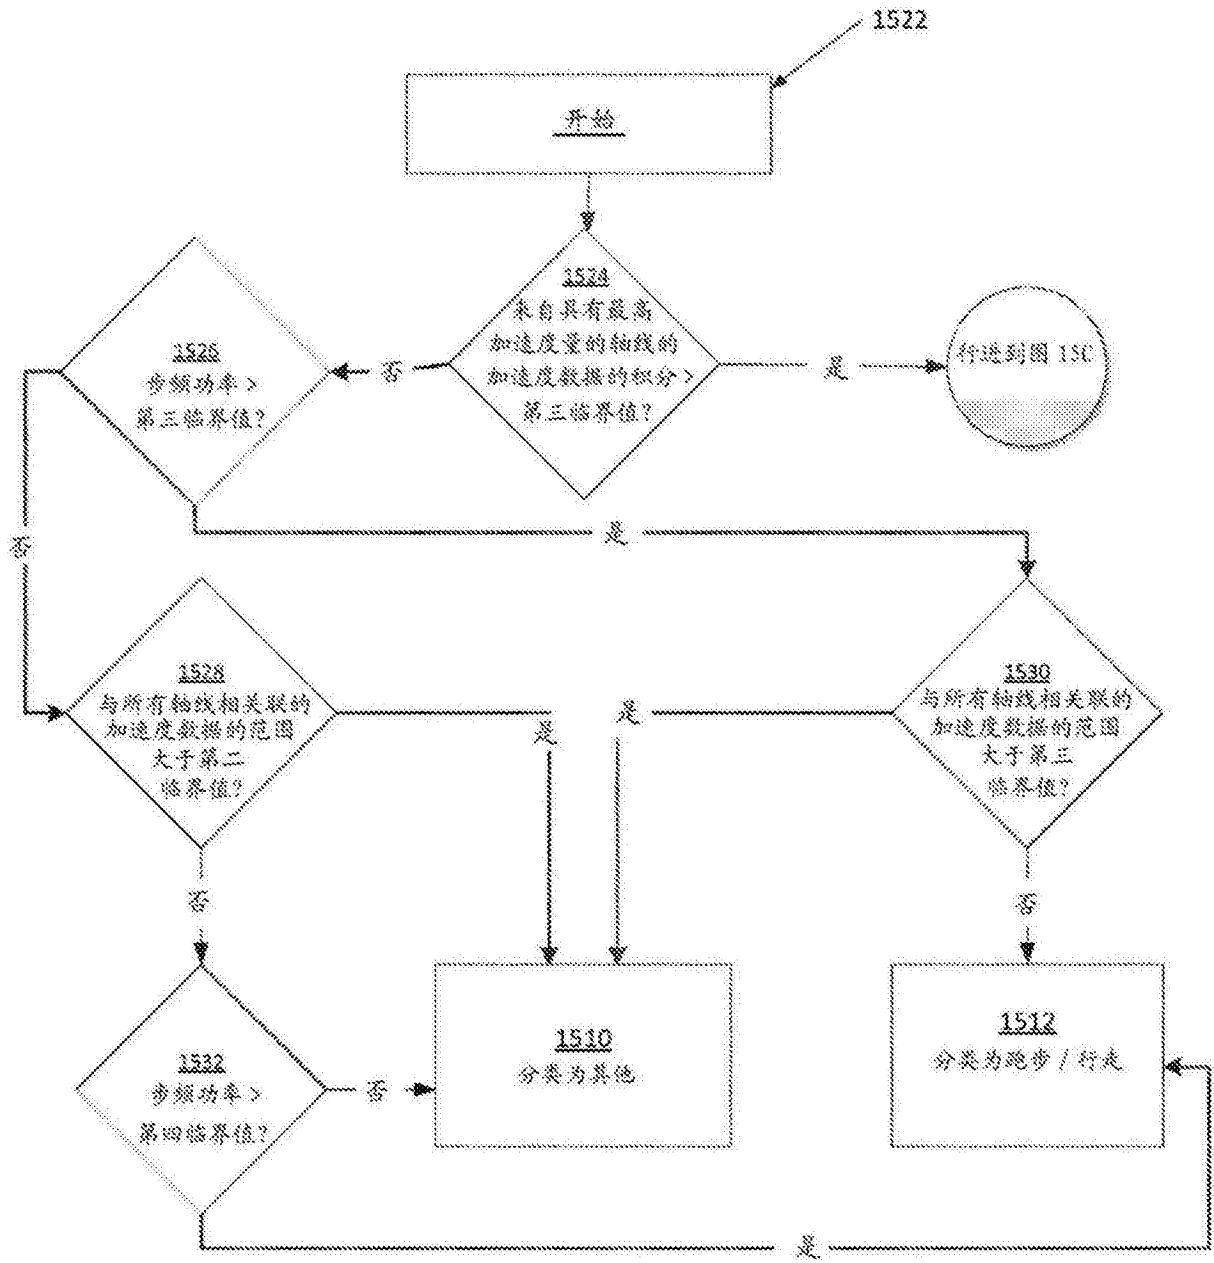 1522
开始
1524
来自具有最高
加速度量的轴线的
加速度数据的积分>
第三临界值?
是
行进到图 15C
否
1526
步频功率>
第三临界值?
是
否
1528
与所有轴线相关联的
加速度数据的范围
大于第二
临界值?
是
是
1530
与所有轴线相关联的
加速度数据的范围
大于第三
临界值?
否
否
1532
步频功率>
第四临界值?
否
1510
分类为其他
1512
分类为跑步/行走
是